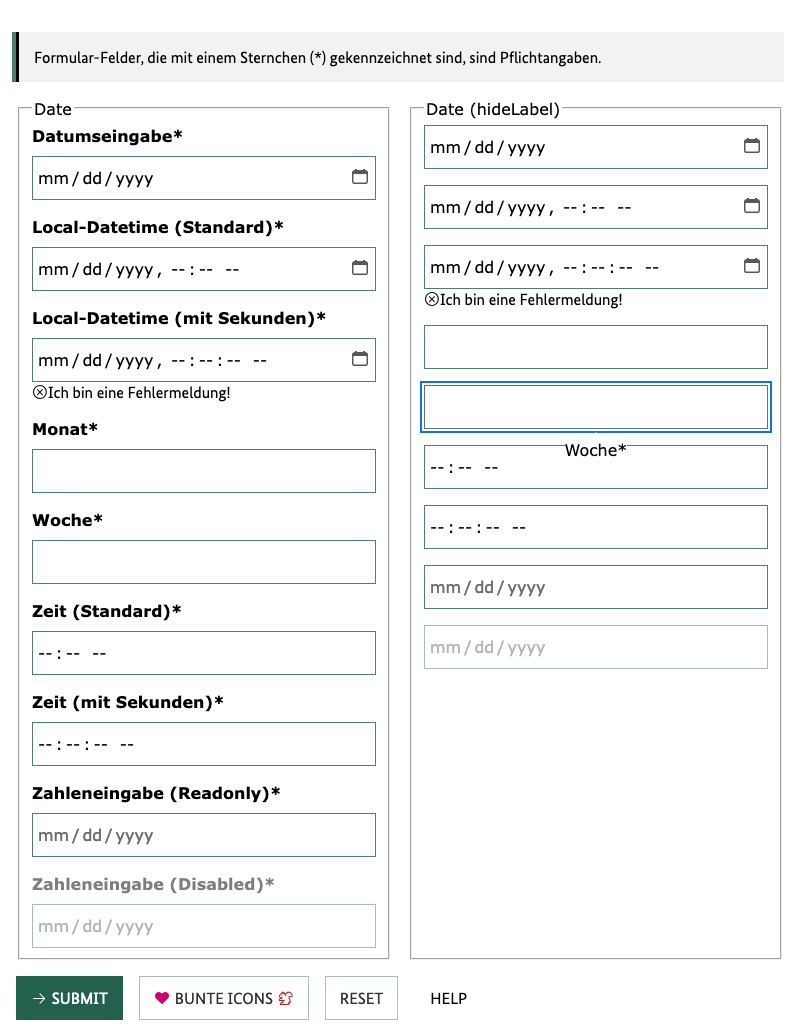 Formular-Felder, die mit einem Sternchen (*) gekennzeichnet sind, sind Pflichtangaben.
Date
Datumseingabe*
mm/dd/yyyy
Local-Datetime (Standard)*
mm/dd/yyyy, --:-- --
Local-Datetime (mit Sekunden)*
mm/dd/yyyy, --:--:-- --
Ich bin eine Fehlermeldung!
Monat*
Woche*
Zeit (Standard)*
--:-- --
Zeit (mit Sekunden)*
--:--:-- --
Zahleneingabe (Readonly)*
mm/dd/yyyy
Zahleneingabe (Disabled)*
mm/dd/yyyy
Date (hideLabel)
mm/dd/yyyy
mm/dd/yyyy, --:-- --
mm/dd/yyyy, --:--:-- --
Ich bin eine Fehlermeldung!
Woche*
--:-- --
--:--:-- --
mm/dd/yyyy
mm/dd/yyyy
SUBMIT
BUNTE ICONS
RESET
HELP